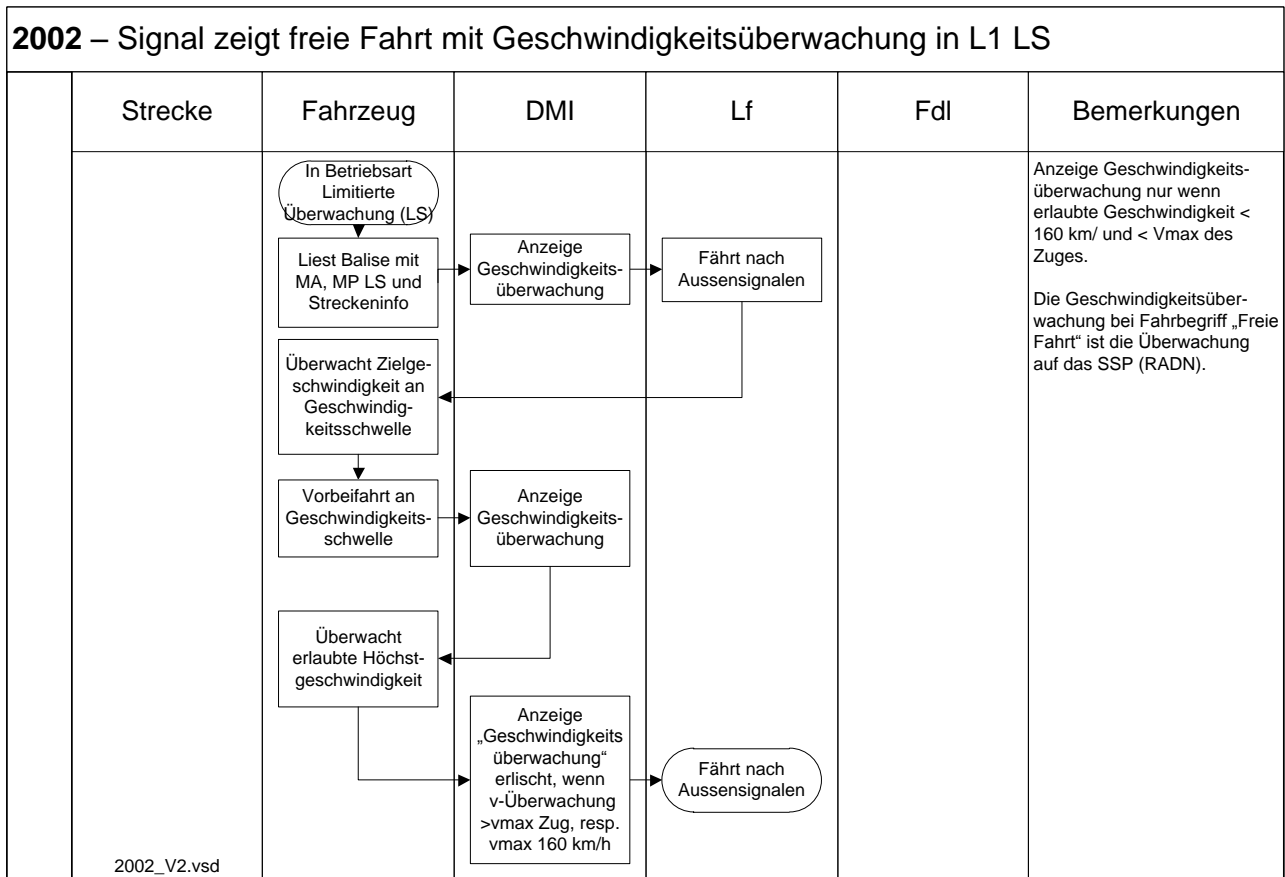 2002 – Signal zeigt freie Fahrt mit Geschwindigkeitsüberwachung in L1 LS
Strecke
Fahrzeug
DMI
Lf
Fdl
Bemerkungen
In Betriebsart
Limitierte
Überwachung (LS)
Liest Balise mit
MA, MP LS und
Streckeninfo
Anzeige
Geschwindigkeits-
überwachung
Fährt nach
Aussensignalen
Überwacht Zielge-
schwindigkeit an
Geschwindig-
keitsschwelle
Vorbeifahrt an
Geschwindigkeits-
schwelle
Anzeige
Geschwindigkeits-
überwachung
Überwacht
erlaubte Höchst-
geschwindigkeit
Anzeige
„Geschwindigkeits
überwachung“
erlischt, wenn
v-Überwachung
>vmax Zug, resp.
vmax 160 km/h
Fährt nach
Aussensignalen
Anzeige Geschwindigkeits-
überwachung nur wenn
erlaubte Geschwindigkeit <
160 km/ und < Vmax des
Zuges.
Die Geschwindigkeitsüber-
wachung bei Fahrbegriff „Freie
Fahrt“ ist die Überwachung
auf das SSP (RADN).
2002_V2.vsd